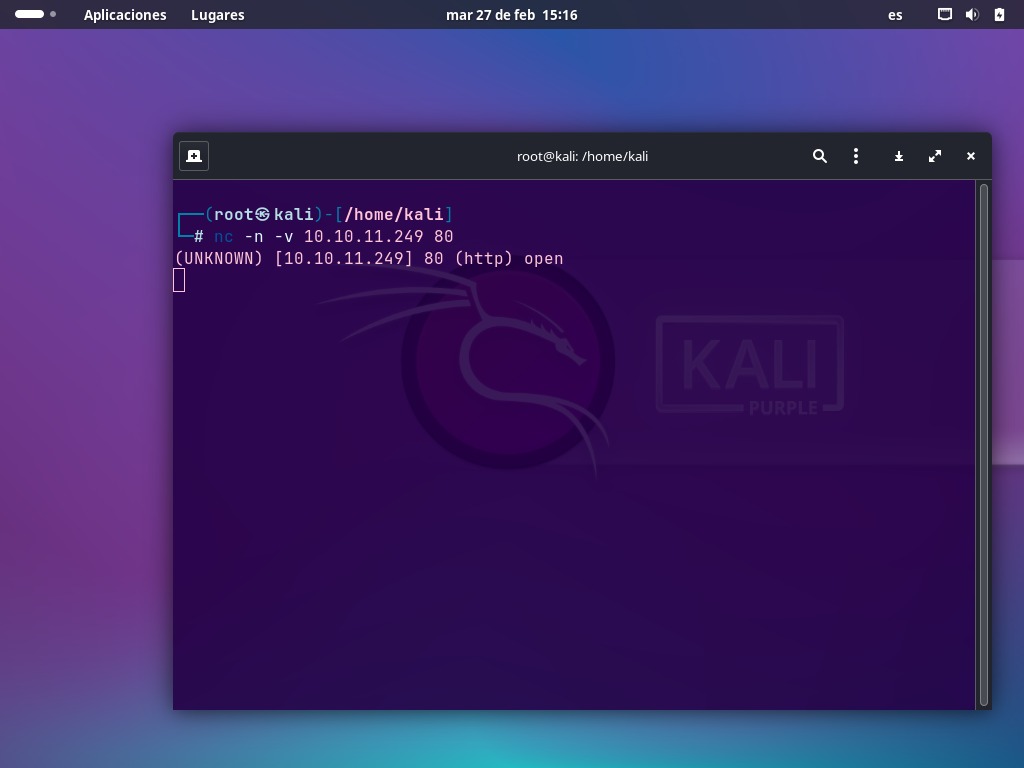 Aplicaciones Lugares mar 27 de feb 15:16 es
root@kali: /home/kali
┌──(root㉿kali)-[/home/kali]
└─# nc -n -v 10.10.11.249 80
(UNKNOWN) [10.10.11.249] 80 (http) open
KALI
PURPLE